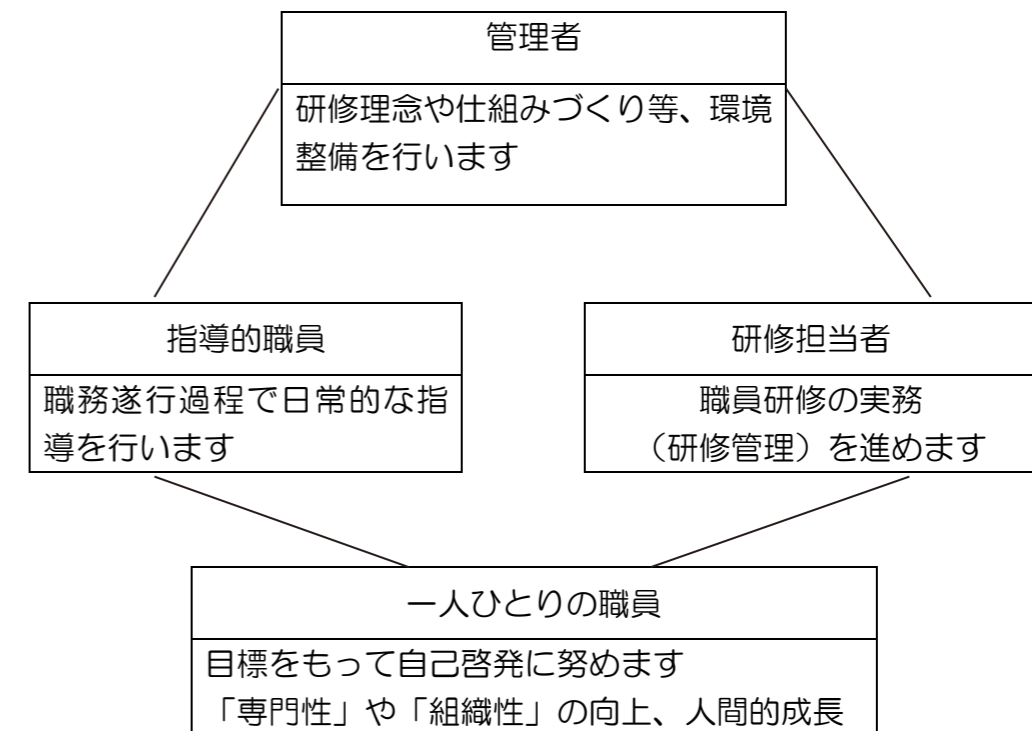 管理者
研修理念や仕組みづくり等、環境
整備を行います
指導的職員
職務遂行過程で日常的な指
導を行います
研修担当者
職員研修の実務
（研修管理）を進めます
一人ひとりの職員
目標をもって自己啓発に努めます
「専門性」や「組織性」の向上、人間的成長